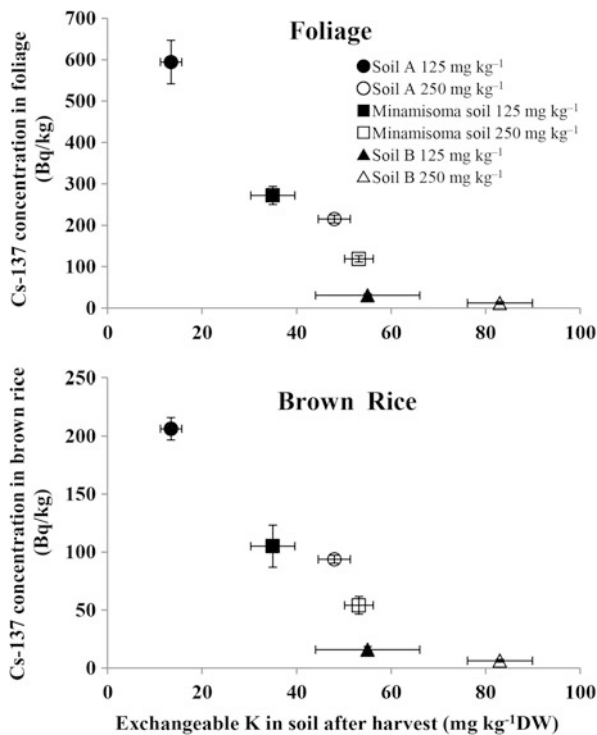 Foliage
Cs-137 concentration in foliage
(Bq/kg)
700
600
500
400
300
200
100
0
0 20 40 60 80 100
Soil A 125 mg kg⁻¹
Soil A 250 mg kg⁻¹
Minamisoma soil 125 mg kg⁻¹
Minamisoma soil 250 mg kg⁻¹
Soil B 125 mg kg⁻¹
Soil B 250 mg kg⁻¹
Brown Rice
Cs-137 concentration in brown rice
(Bq/kg)
250
200
150
100
50
0
0 20 40 60 80 100
Exchangeable K in soil after harvest (mg kg⁻¹DW)